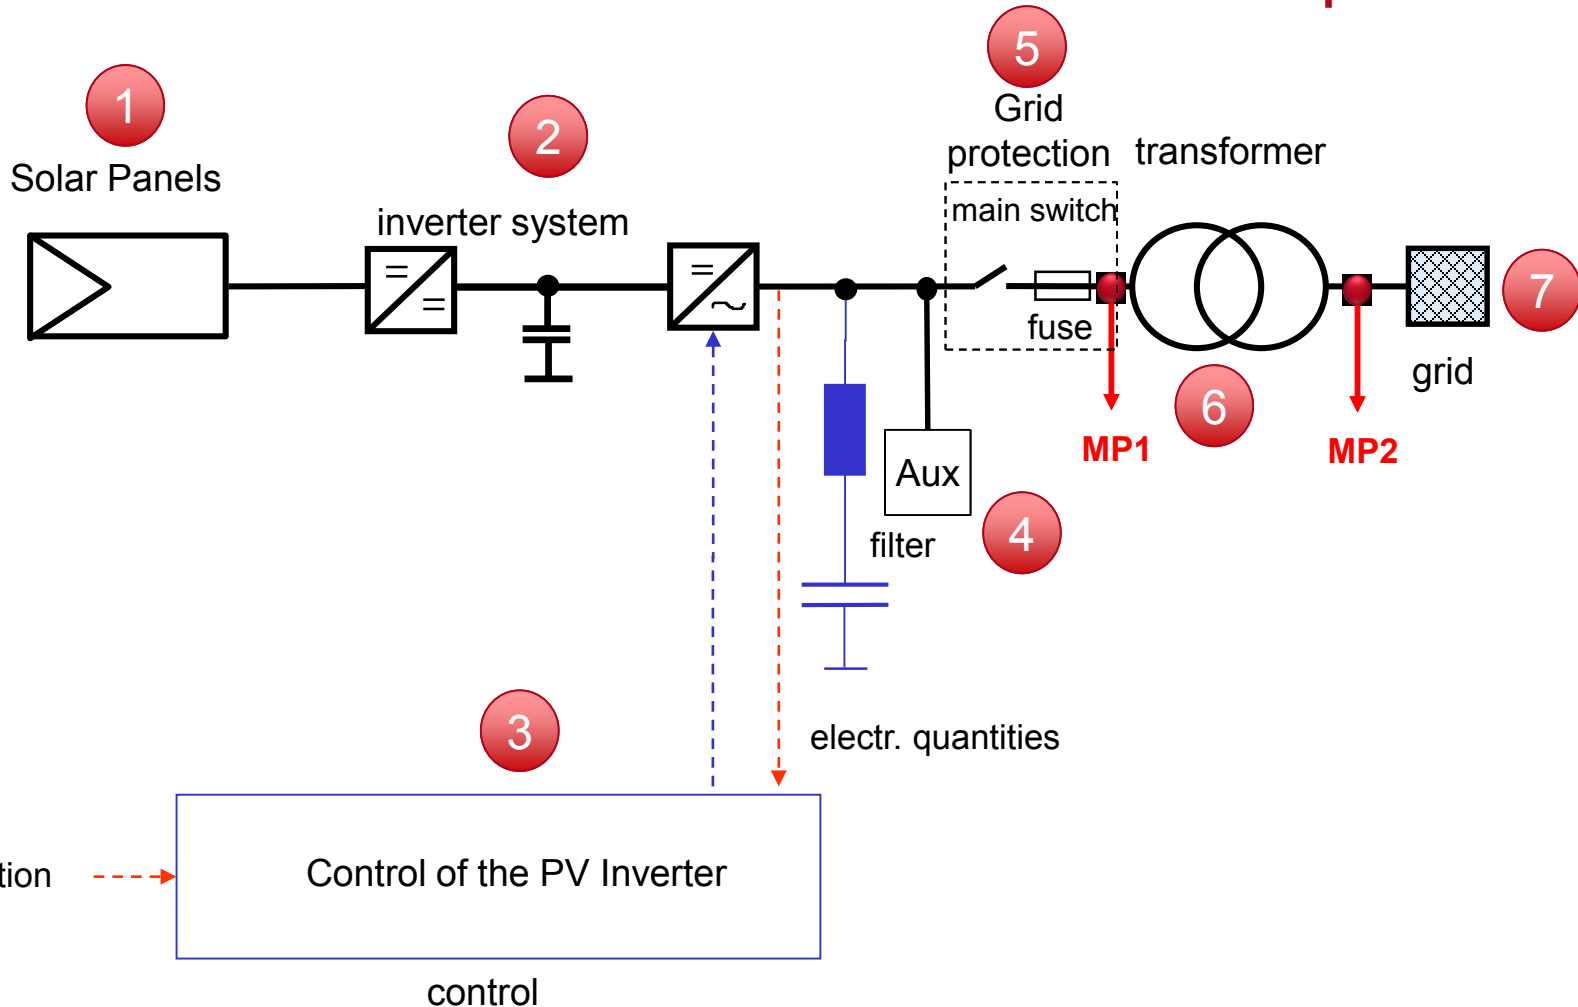 1
Solar Panels
2
inverter system
5
Grid
protection
transformer
main switch
fuse
MP1
6
MP2
grid
7
Aux
4
filter
3
electr. quantities
tion
Control of the PV Inverter
control